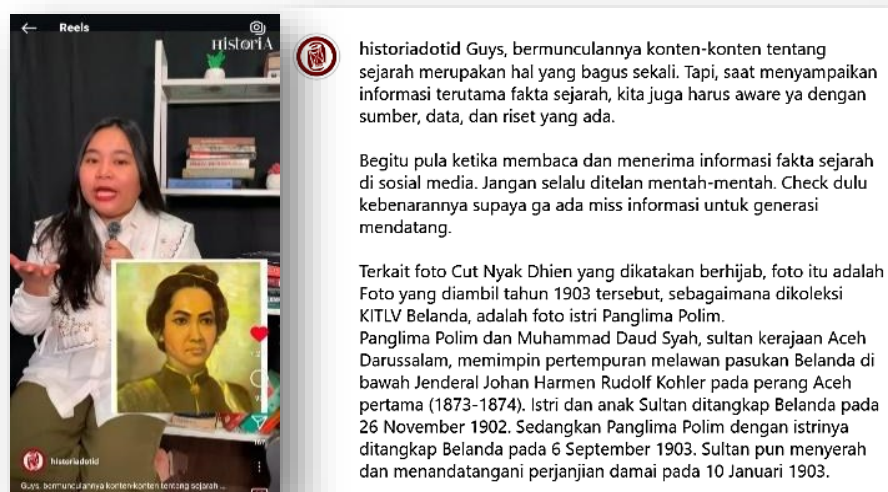 Reels
HistoriA
historiadotid
Guys, bermunculannya konten-konten tentang sejarah ...
historiadotid Guys, bermunculannya konten-konten tentang
sejarah merupakan hal yang bagus sekali. Tapi, saat menyampaikan
informasi terutama fakta sejarah, kita juga harus aware ya dengan
sumber, data, dan riset yang ada.
Begitu pula ketika membaca dan menerima informasi fakta sejarah
di sosial media. Jangan selalu ditelan mentah-mentah. Check dulu
kebenarannya supaya ga ada miss informasi untuk generasi
mendatang.
Terkait foto Cut Nyak Dhien yang dikatakan berhijab, foto itu adalah
Foto yang diambil tahun 1903 tersebut, sebagaimana dikoleksi
KITLV Belanda, adalah foto istri Panglima Polim.
Panglima Polim dan Muhammad Daud Syah, sultan kerajaan Aceh
Darussalam, memimpin pertempuran melawan pasukan Belanda di
bawah Jenderal Johan Harmen Rudolf Kohler pada perang Aceh
pertama (1873-1874). Istri dan anak Sultan ditangkap Belanda pada
26 November 1902. Sedangkan Panglima Polim dengan istrinya
ditangkap Belanda pada 6 September 1903. Sultan pun menyerah
dan menandatangani perjanjian damai pada 10 Januari 1903.